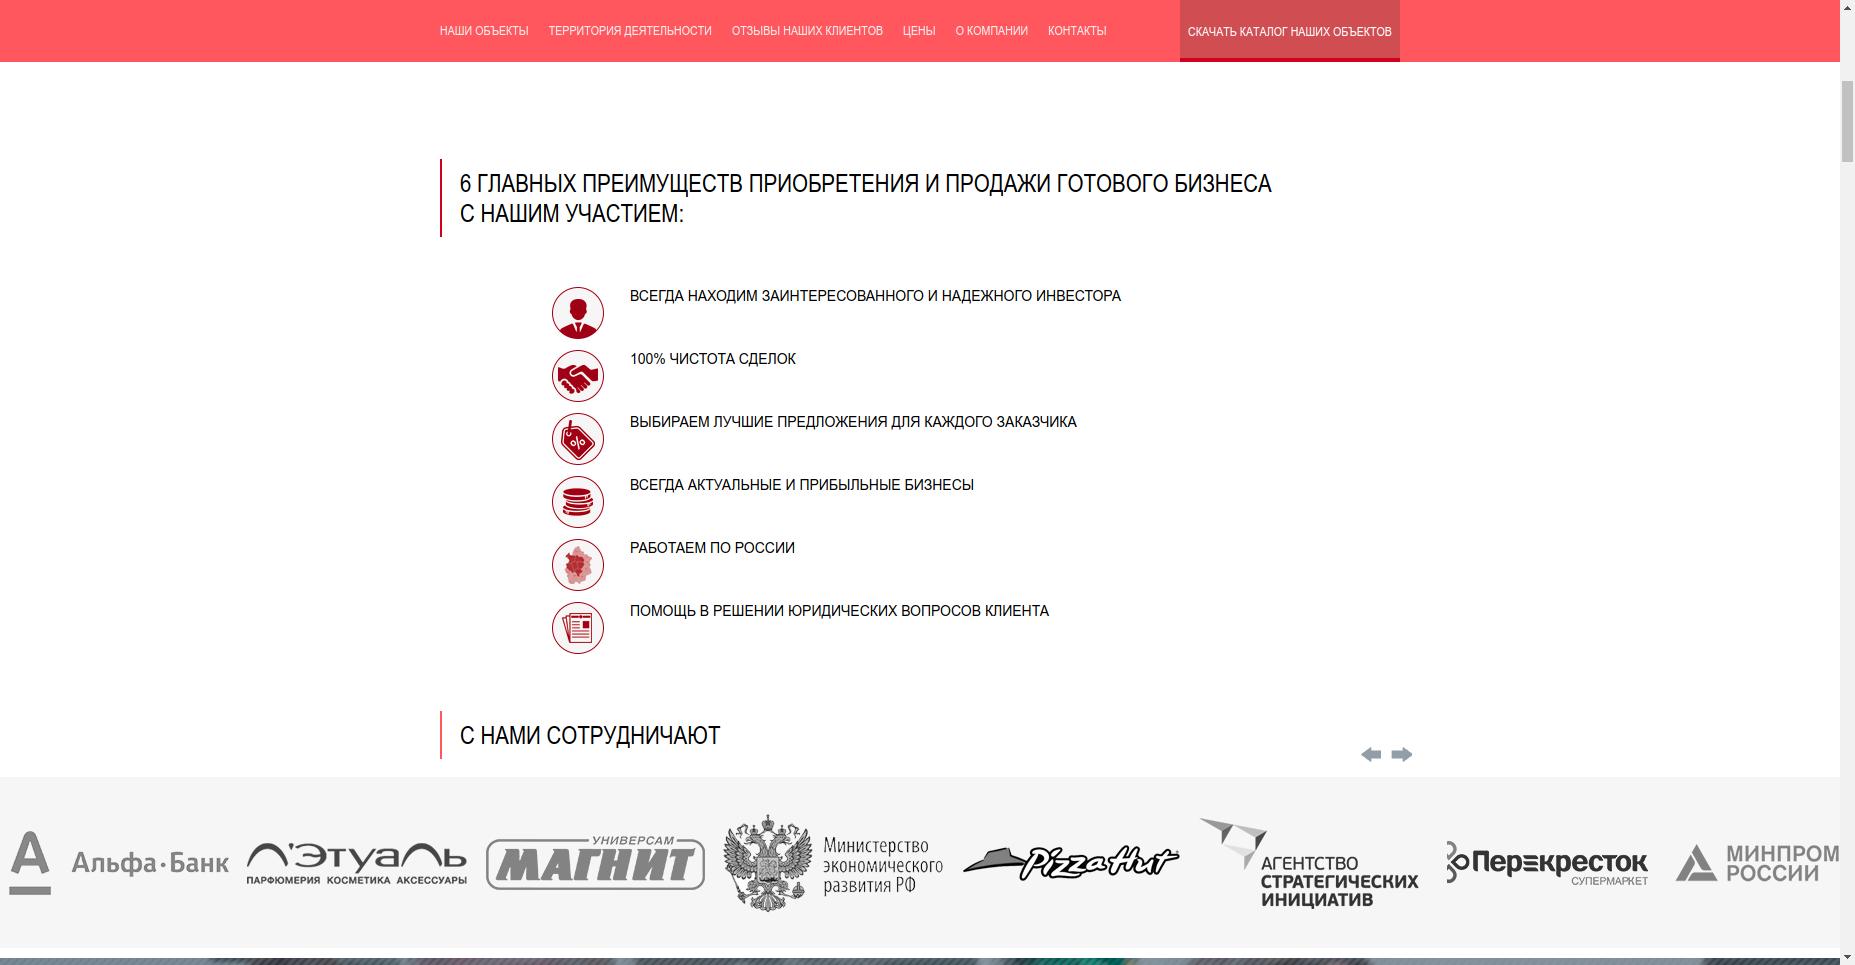 НАШИ ОБЪЕКТЫ ТЕРРИТОРИЯ ДЕЯТЕЛЬНОСТИ ОТЗЫВЫ НАШИХ КЛИЕНТОВ ЦЕНЫ О КОМПАНИИ КОНТАКТЫ СКАЧАТЬ КАТАЛОГ НАШИХ ОБЪЕКТОВ
6 ГЛАВНЫХ ПРЕИМУЩЕСТВ ПРИОБРЕТЕНИЯ И ПРОДАЖИ ГОТОВОГО БИЗНЕСА
С НАШИМ УЧАСТИЕМ:
ВСЕГДА НАХОДИМ ЗАИНТЕРЕСОВАННОГО И НАДЕЖНОГО ИНВЕСТОРА
100% ЧИСТОТА СДЕЛОК
%
ВЫБИРАЕМ ЛУЧШИЕ ПРЕДЛОЖЕНИЯ ДЛЯ КАЖДОГО ЗАКАЗЧИКА
ВСЕГДА АКТУАЛЬНЫЕ И ПРИБЫЛЬНЫЕ БИЗНЕСЫ
РАБОТАЕМ ПО РОССИИ
ПОМОЩЬ В РЕШЕНИИ ЮРИДИЧЕСКИХ ВОПРОСОВ КЛИЕНТА
С НАМИ СОТРУДНИЧАЮТ
А Альфа·Банк
Л'Этуаль
ПАРФЮМЕРИЯ КОСМЕТИКА АКСЕССУАРЫ
УНИВЕРСАМ
МАГНИТ
Министерство
экономического
развития РФ
Pizza Hut
АГЕНТСТВО
СТРАТЕГИЧЕСКИХ
ИНИЦИАТИВ
Перекресток
СУПЕРМАРКЕТ
МИНПРОМ
РОССИИ